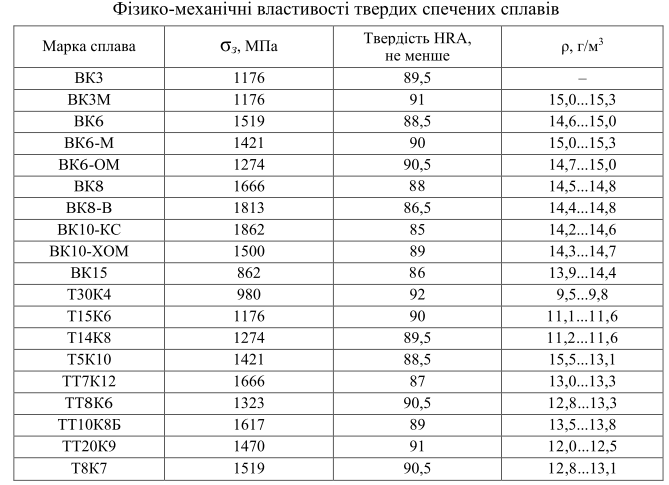 Фізико-механічні властивості твердих спечених сплавів
Марка сплава σз, МПа Твердість HRA, не менше ρ, г/м³
ВК3 1176 89,5 –
ВК3М 1176 91 15,0...15,3
ВК6 1519 88,5 14,6...15,0
ВК6-М 1421 90 15,0...15,3
ВК6-ОМ 1274 90,5 14,7...15,0
ВК8 1666 88 14,5...14,8
ВК8-В 1813 86,5 14,4...14,8
ВК10-КС 1862 85 14,2...14,6
ВК10-ХОМ 1500 89 14,3...14,7
ВК15 862 86 13,9...14,4
Т30К4 980 92 9,5...9,8
Т15К6 1176 90 11,1...11,6
Т14К8 1274 89,5 11,2...11,6
Т5К10 1421 88,5 15,5...13,1
ТТ7К12 1666 87 13,0...13,3
ТТ8К6 1323 90,5 12,8...13,3
ТТ10К8Б 1617 89 13,5...13,8
ТТ20К9 1470 91 12,0...12,5
Т8К7 1519 90,5 12,8...13,1